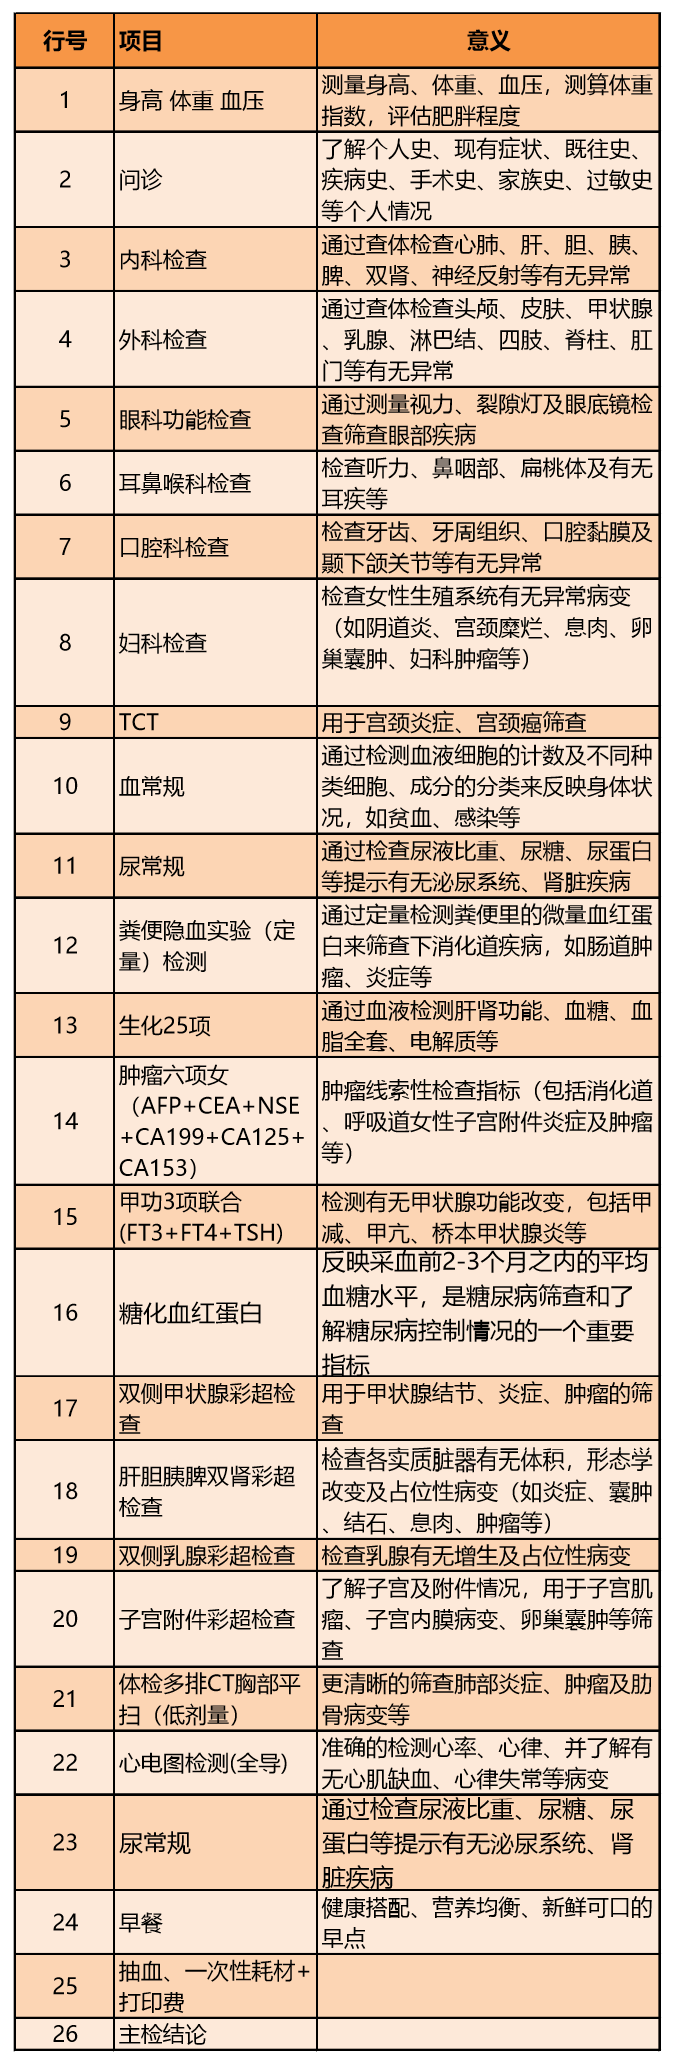 行号 项目 意义
1 身高 体重 血压 测量身高、体重、血压，测算体重
指数，评估肥胖程度
2 问诊 了解个人史、现有症状、既往史、
疾病史、手术史、家族史、过敏史
等个人情况
3 内科检查 通过查体检查心肺、肝、胆、胰、
脾、双肾、神经反射等有无异常
4 外科检查 通过查体检查头颅、皮肤、甲状腺
、乳腺、淋巴结、四肢、脊柱、肛
门等有无异常
5 眼科功能检查 通过测量视力、裂隙灯及眼底镜检
查筛查眼部疾病
6 耳鼻喉科检查 检查听力、鼻咽部、扁桃体及有无
耳疾等
7 口腔科检查 检查牙齿、牙周组织、口腔黏膜及
颞下颌关节等有无异常
8 妇科检查 检查女性生殖系统有无异常病变
（如阴道炎、宫颈糜烂、息肉、卵
巢囊肿、妇科肿瘤等）
9 TCT 用于宫颈炎症、宫颈癌筛查
10 血常规 通过检测血液细胞的计数及不同种
类细胞、成分的分类来反映身体状
况，如贫血、感染等
11 尿常规 通过检查尿液比重、尿糖、尿蛋白
等提示有无泌尿系统、肾脏疾病
12 粪便隐血实验（定
量）检测
通过定量检测粪便里的微量血红蛋
白来筛查下消化道疾病，如肠道肿
瘤、炎症等
13 生化25项 通过血液检测肝肾功能、血糖、血
脂全套、电解质等
14 肿瘤六项女
（AFP+CEA+NSE
+CA199+CA125+
CA153）
肿瘤线索性检查指标（包括消化道
、呼吸道女性子宫附件炎症及肿瘤
等）
15 甲功3项联合
(FT3+FT4+TSH)
检测有无甲状腺功能改变，包括甲
减、甲亢、桥本甲状腺炎等
16 糖化血红蛋白 反映采血前2-3个月之内的平均
血糖水平，是糖尿病筛查和了
解糖尿病控制情况的一个重要
指标
17 双侧甲状腺彩超检
查
用于甲状腺结节、炎症、肿瘤的筛
查
18 肝胆胰脾双肾彩超
检查
检查各实质脏器有无体积，形态学
改变及占位性病变（如炎症、囊肿
、结石、息肉、肿瘤等）
19 双侧乳腺彩超检查 检查乳腺有无增生及占位性病变
20 子宫附件彩超检查 了解子宫及附件情况，用于子宫肌
瘤、子宫内膜病变、卵巢囊肿等筛
查
21 体检多排CT胸部平
扫（低剂量）
更清晰的筛查肺部炎症、肿瘤及肋
骨病变等
22 心电图检测(全导) 准确的检测心率、心律、并了解有
无心肌缺血、心律失常等病变
23 尿常规 通过检查尿液比重、尿糖、尿
蛋白等提示有无泌尿系统、肾
脏疾病
24 早餐 健康搭配、营养均衡、新鲜可口的
早点
25 抽血、一次性耗材+
打印费
26 主检结论